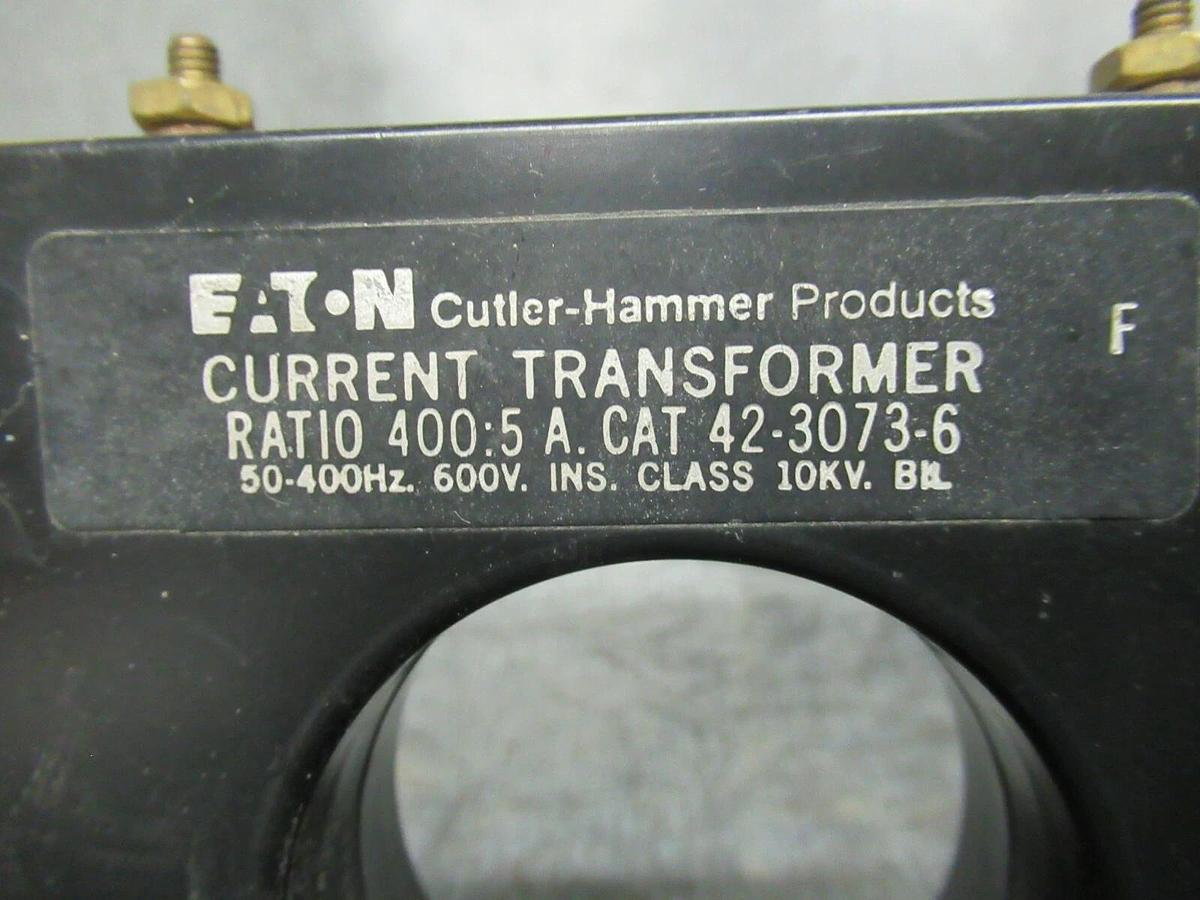 EATON Cutler-Hammer Products
F
CURRENT TRANSFORMER
RATIO 400:5 A. CAT 42-3073-6
50-400Hz. 600V. INS. CLASS 10KV. BIL